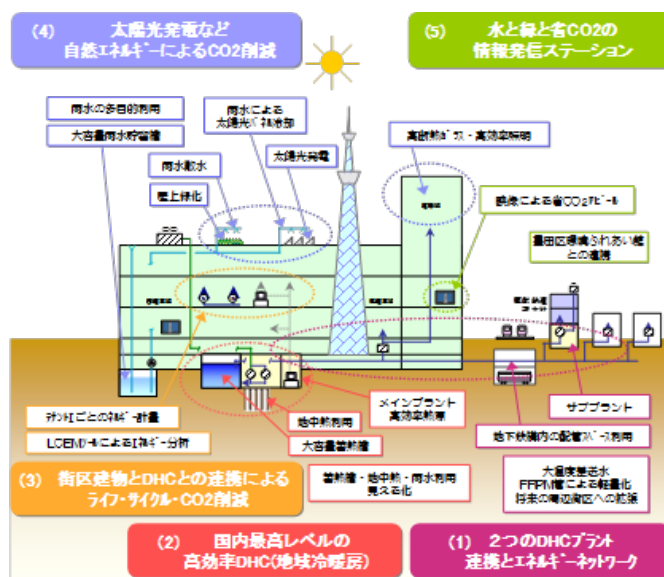 (4) 太陽光発電など
自然エネルギーによるCO2削減
(5) 水と緑と省CO2の
情報発信ステーション
雨水の多目的利用
大容量雨水貯留槽
雨水による
太陽光パネル冷却
雨水散水
太陽光発電
屋上緑化
高断熱ガラス・高効率照明
映像による省CO2アピール
墨田区環境ふれあい館
との連携
テナントごとのエネルギー計量
LCEMツールによるエネルギー分析
地中熱利用
大容量蓄熱槽
メインプラント
高効率熱源
サブプラント
地下鉄構内の配管スペース利用
(3) 街区建物とDHCとの連携による
ライフ・サイクル・CO2削減
蓄熱槽・地中熱・雨水利用
見える化
大温度差送水
FRPM管による軽量化
将来の周辺街区への拡張
(2) 国内最高レベルの
高効率DHC(地域冷暖房)
(1) 2つのDHCプラント
連携とエネルギーネットワーク